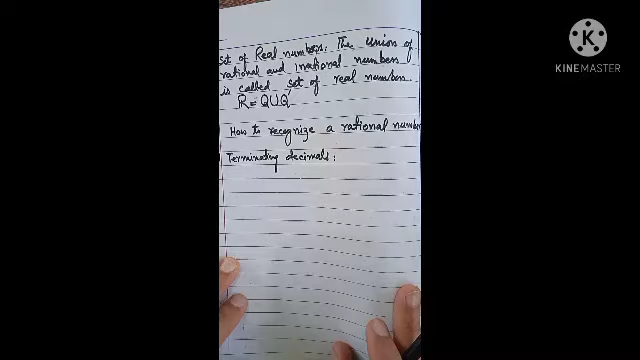 Set of Real numbers: The union of
rational and irrational numbers
is called set of real numbers.
R = Q U Q
How to recognize a rational number
Terminating decimals:
KINEMASTER